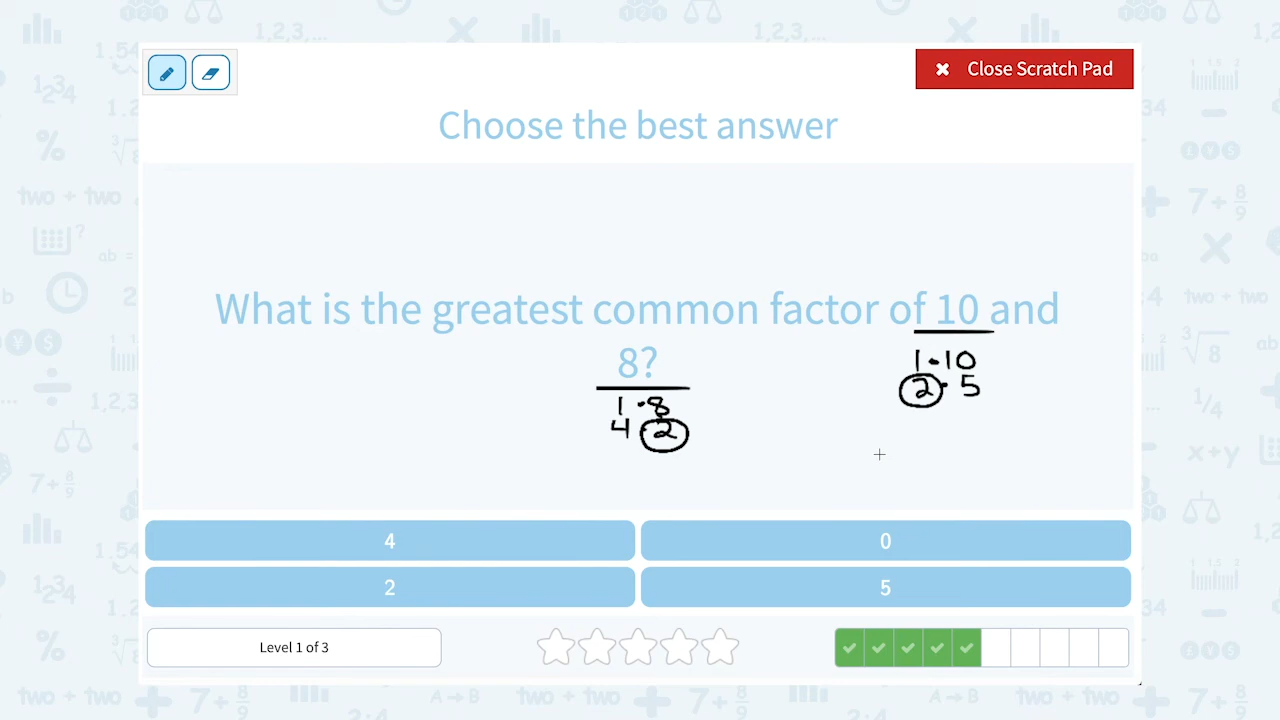 Close Scratch Pad
Choose the best answer
What is the greatest common factor of 10 and
8?
1·10
2·5
1·8
4 2
4
0
2
5
Level 1 of 3